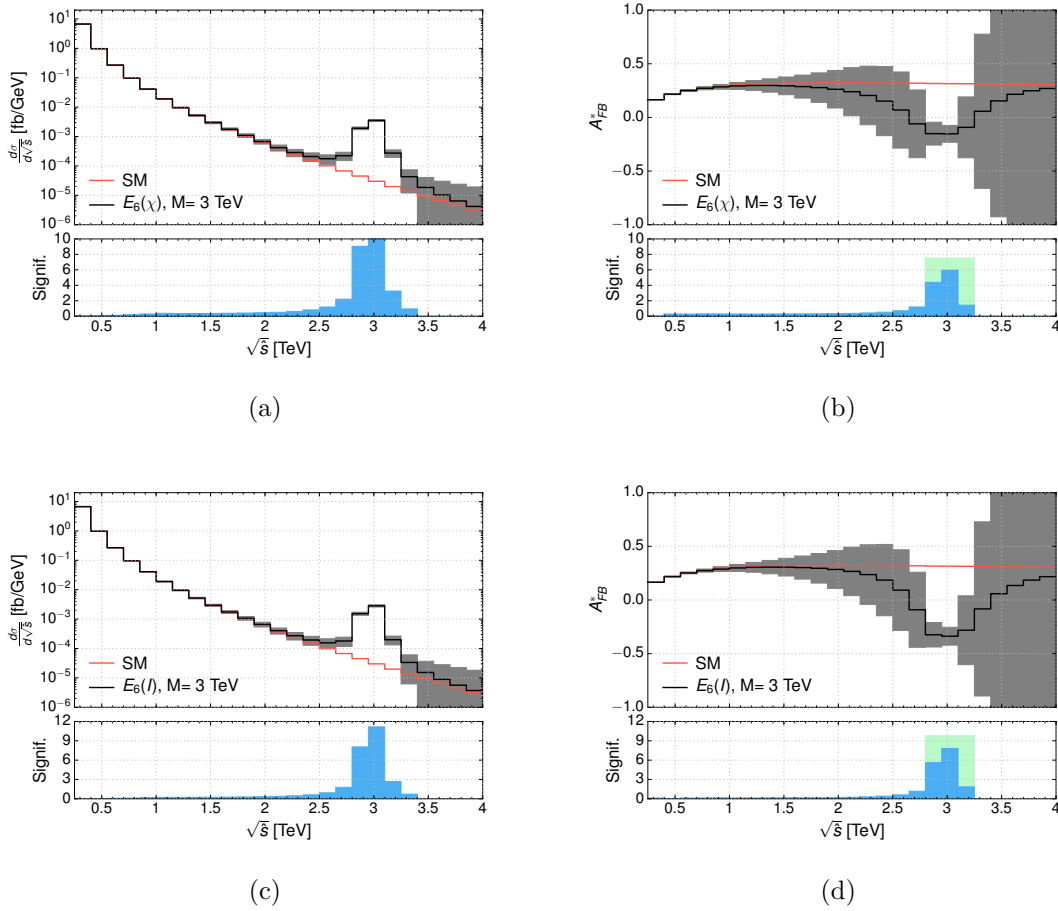 10¹
10⁰
10⁻¹
10⁻²
10⁻³
10⁻⁴
10⁻⁵
10⁻⁶
dσ/d√ŝ [fb/GeV]
SM
E₆(χ), M= 3 TeV
10
8
6
4
2
0
Signif.
0.5 1 1.5 2 2.5 3 3.5 4
√ŝ [TeV]
(a)
1.0
0.5
0.0
−0.5
−1.0
A*FB
SM
E₆(χ), M= 3 TeV
10
8
6
4
2
0
Signif.
0.5 1 1.5 2 2.5 3 3.5 4
√ŝ [TeV]
(b)
10¹
10⁰
10⁻¹
10⁻²
10⁻³
10⁻⁴
10⁻⁵
10⁻⁶
dσ/d√ŝ [fb/GeV]
SM
E₆(I), M= 3 TeV
12
9
6
3
0
Signif.
0.5 1 1.5 2 2.5 3 3.5 4
√ŝ [TeV]
(c)
1.0
0.5
0.0
−0.5
−1.0
A*FB
SM
E₆(I), M= 3 TeV
12
9
6
3
0
Signif.
0.5 1 1.5 2 2.5 3 3.5 4
√ŝ [TeV]
(d)